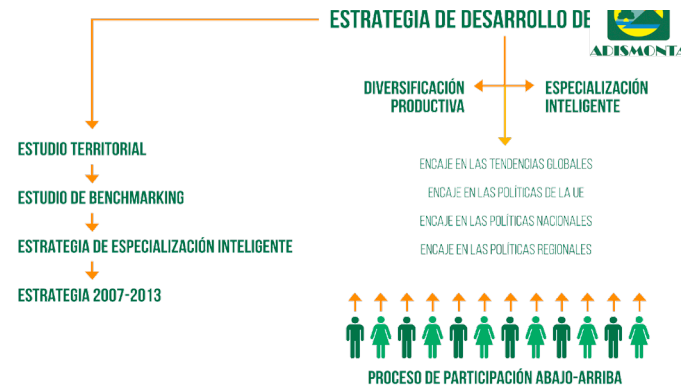 ESTRATEGIA DE DESARROLLO DE
ADISMONTA
DIVERSIFICACIÓN
PRODUCTIVA
ESPECIALIZACIÓN
INTELIGENTE
ESTUDIO TERRITORIAL
ESTUDIO DE BENCHMARKING
ESTRATEGIA DE ESPECIALIZACIÓN INTELIGENTE
ESTRATEGIA 2007-2013
ENCAJE EN LAS TENDENCIAS GLOBALES
ENCAJE EN LAS POLÍTICAS DE LA UE
ENCAJE EN LAS POLÍTICAS NACIONALES
ENCAJE EN LAS POLÍTICAS REGIONALES
PROCESO DE PARTICIPACIÓN ABAJO-ARRIBA